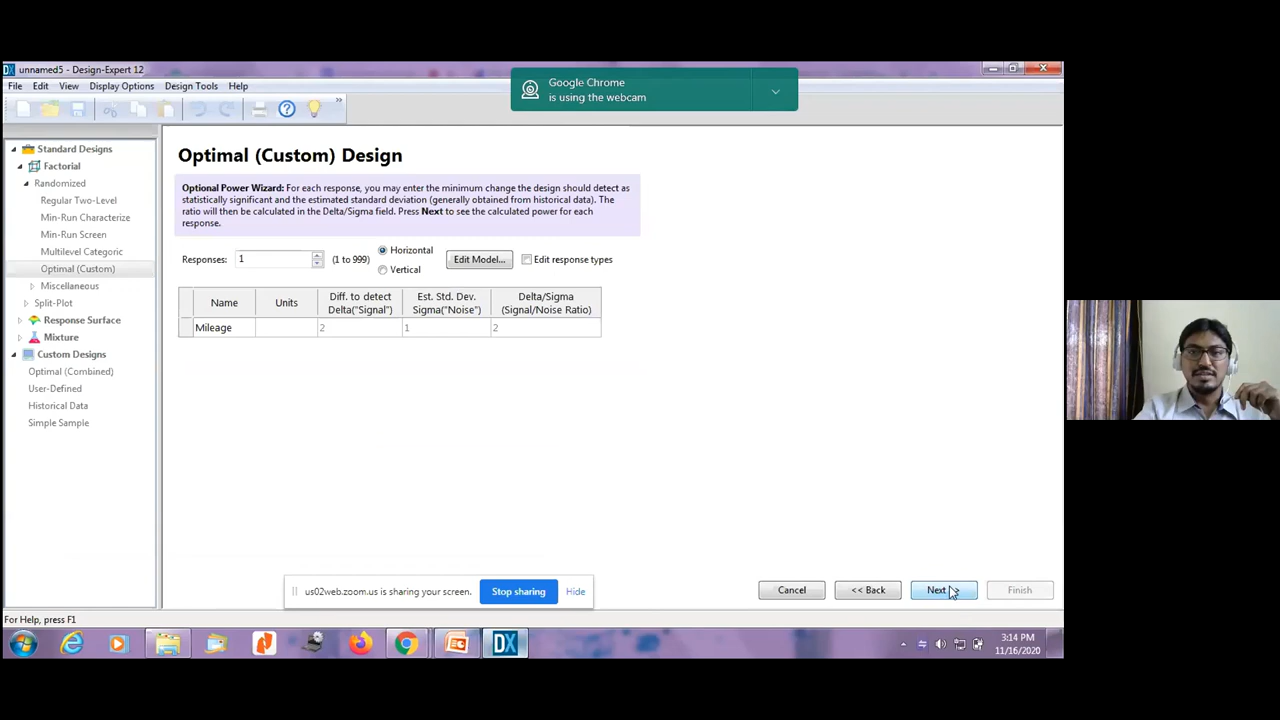 unnamed5 - Design-Expert 12
Google Chrome
is using the webcam
File Edit View Display Options Design Tools Help
Standard Designs
Factorial
Randomized
Regular Two-Level
Min-Run Characterize
Min-Run Screen
Multilevel Categoric
Optimal (Custom)
Miscellaneous
Split-Plot
Response Surface
Mixture
Custom Designs
Optimal (Combined)
User-Defined
Historical Data
Simple Sample
Optimal (Custom) Design
Optional Power Wizard: For each response, you may enter the minimum change the design should detect as
statistically significant and the estimated standard deviation (generally obtained from historical data). The
ratio will then be calculated in the Delta/Sigma field. Press Next to see the calculated power for each
response.
Responses: 1 (1 to 999)
Horizontal
Vertical
Edit Model...
Edit response types
Name Units Diff. to detect Delta("Signal") Est. Std. Dev. Sigma("Noise") Delta/Sigma (Signal/Noise Ratio)
Mileage 2 1 2
us02web.zoom.us is sharing your screen. Stop sharing Hide
Cancel << Back Next >> Finish
For Help, press F1
DX
3:14 PM
11/16/2020